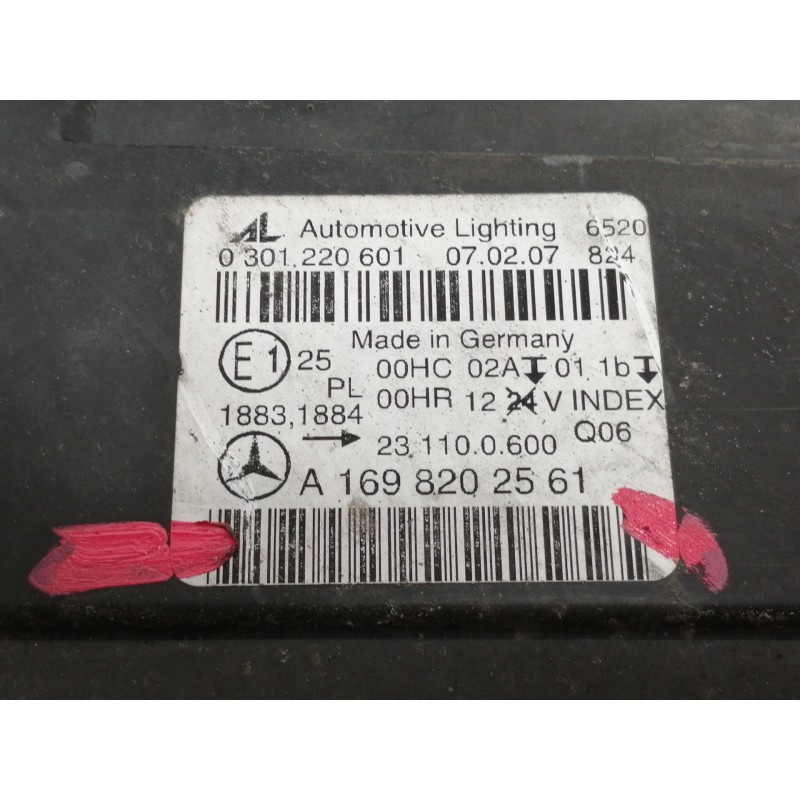 AL Automotive Lighting 6520
0 301.220 601 07.02.07 824
Made in Germany
E1 25 00HC 02A 01 1b
PL 00HR 12 24 V INDEX
1883,1884 → 23 110.0.600 Q06
A 169 820 25 61